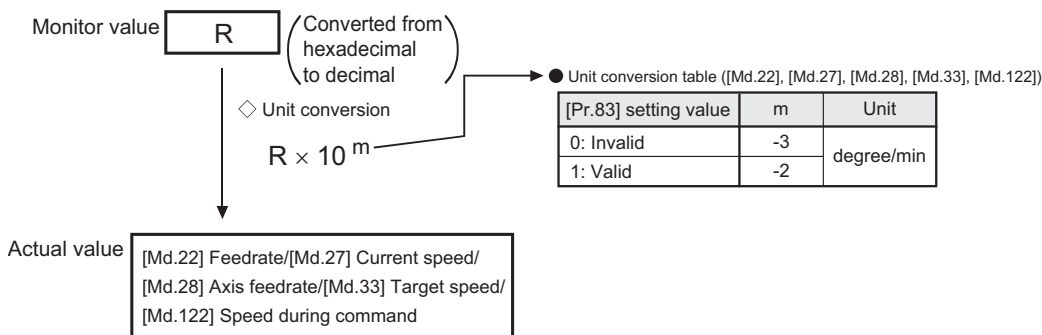 Monitor value
R
(Converted from
hexadecimal
to decimal)
◇ Unit conversion
R × 10 m
● Unit conversion table ([Md.22], [Md.27], [Md.28], [Md.33], [Md.122])
[Pr.83] setting value m Unit
0: Invalid -3 degree/min
1: Valid -2
Actual value
[Md.22] Feedrate/[Md.27] Current speed/
[Md.28] Axis feedrate/[Md.33] Target speed/
[Md.122] Speed during command